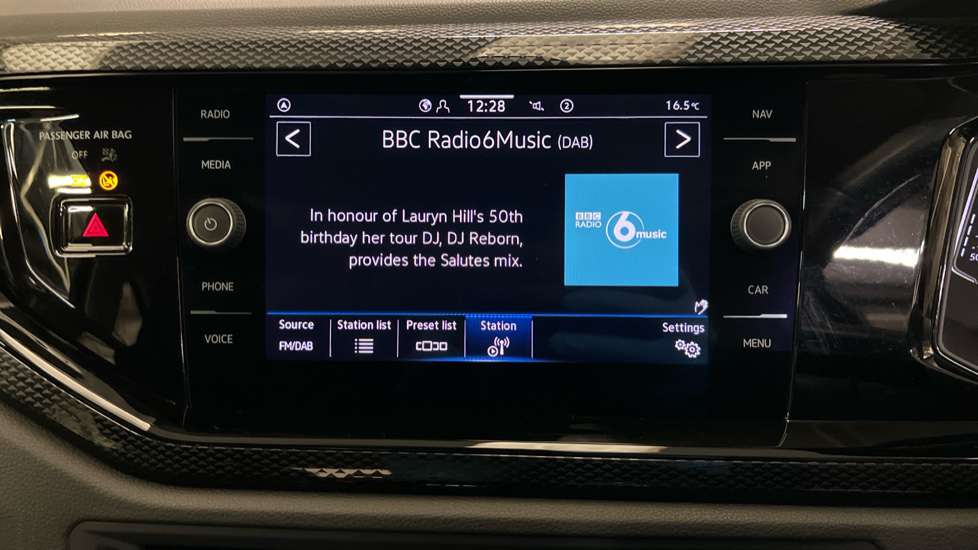 12:28
2
16.5°C
RADIO
NAV
BBC Radio6Music (DAB)
PASSENGER AIR BAG
OFF
MEDIA
APP
In honour of Lauryn Hill's 50th
birthday her tour DJ, DJ Reborn,
provides the Salutes mix.
BBC
RADIO
6
music
PHONE
CAR
Source
Station list
Preset list
Station
Settings
FM/DAB
VOICE
MENU